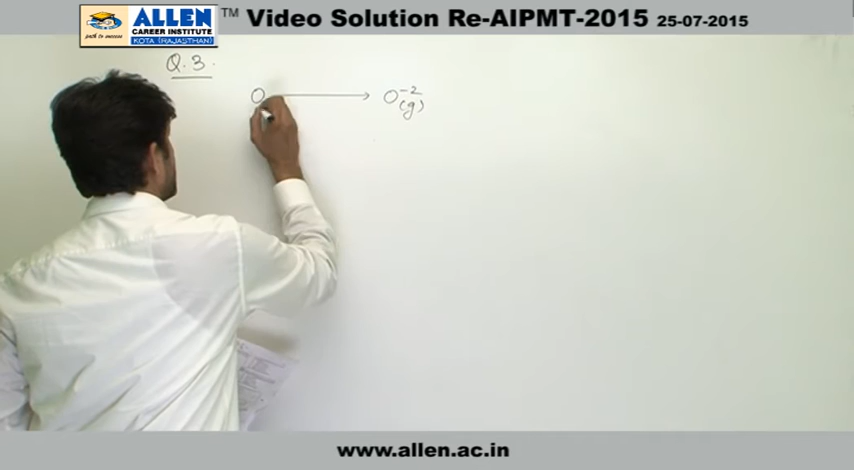 ALLEN
CAREER INSTITUTE
KOTA (RAJASTHAN)
path to success
™ Video Solution Re-AIPMT-2015 25-07-2015
Q.3.
O → O⁻²(g)
www.allen.ac.in